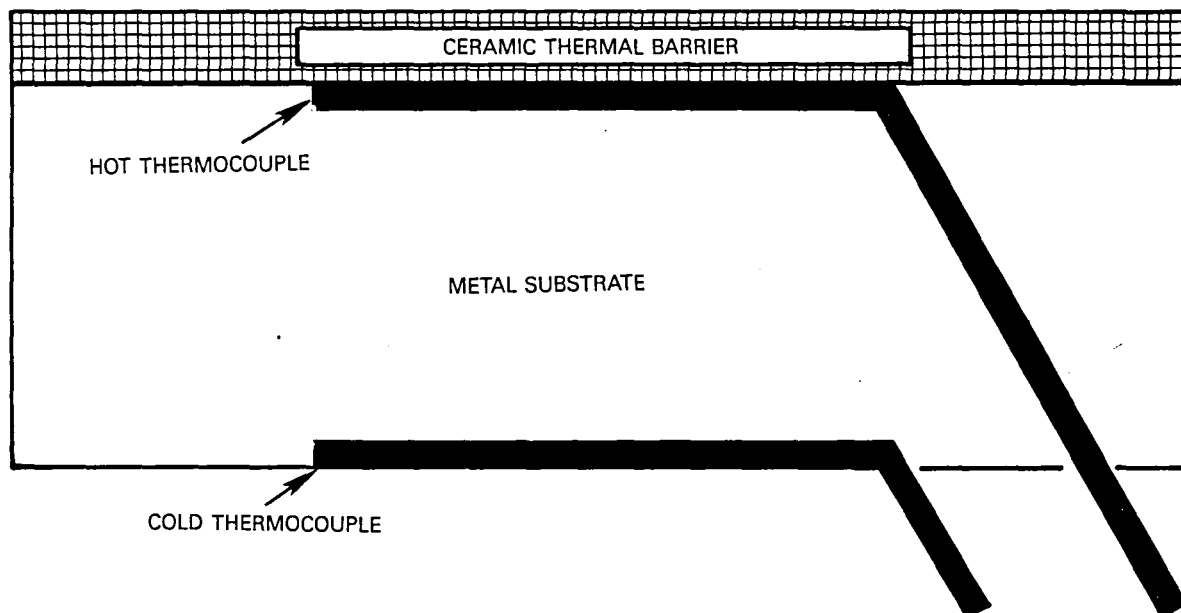 CERAMIC THERMAL BARRIER
HOT THERMOCOUPLE
METAL SUBSTRATE
COLD THERMOCOUPLE